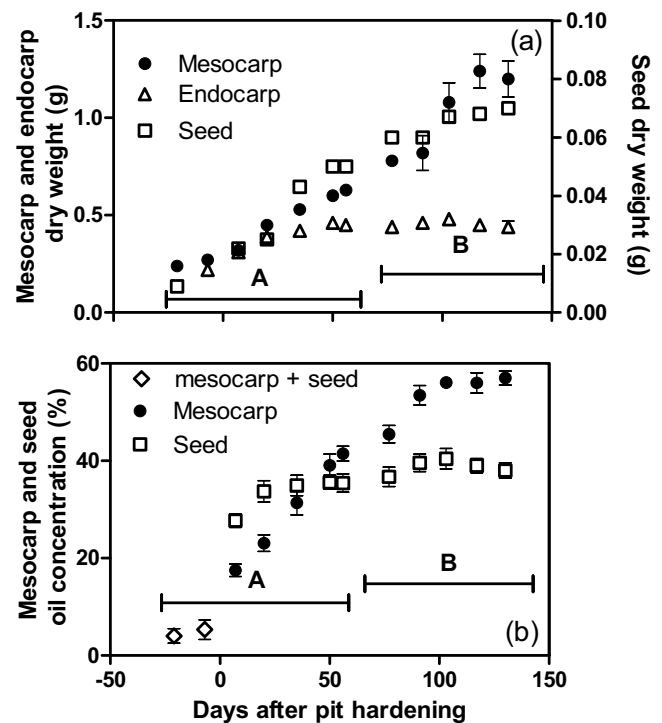 (a)
Mesocarp
Endocarp
Seed
Mesocarp and endocarp
dry weight (g)
1.5
1.0
0.5
0.0
Seed dry weight (g)
0.10
0.08
0.06
0.04
0.02
0.00
A
B
mesocarp + seed
Mesocarp
Seed
Mesocarp and seed
oil concentration (%)
60
40
20
0
A
B
(b)
-50 0 50 100 150
Days after pit hardening